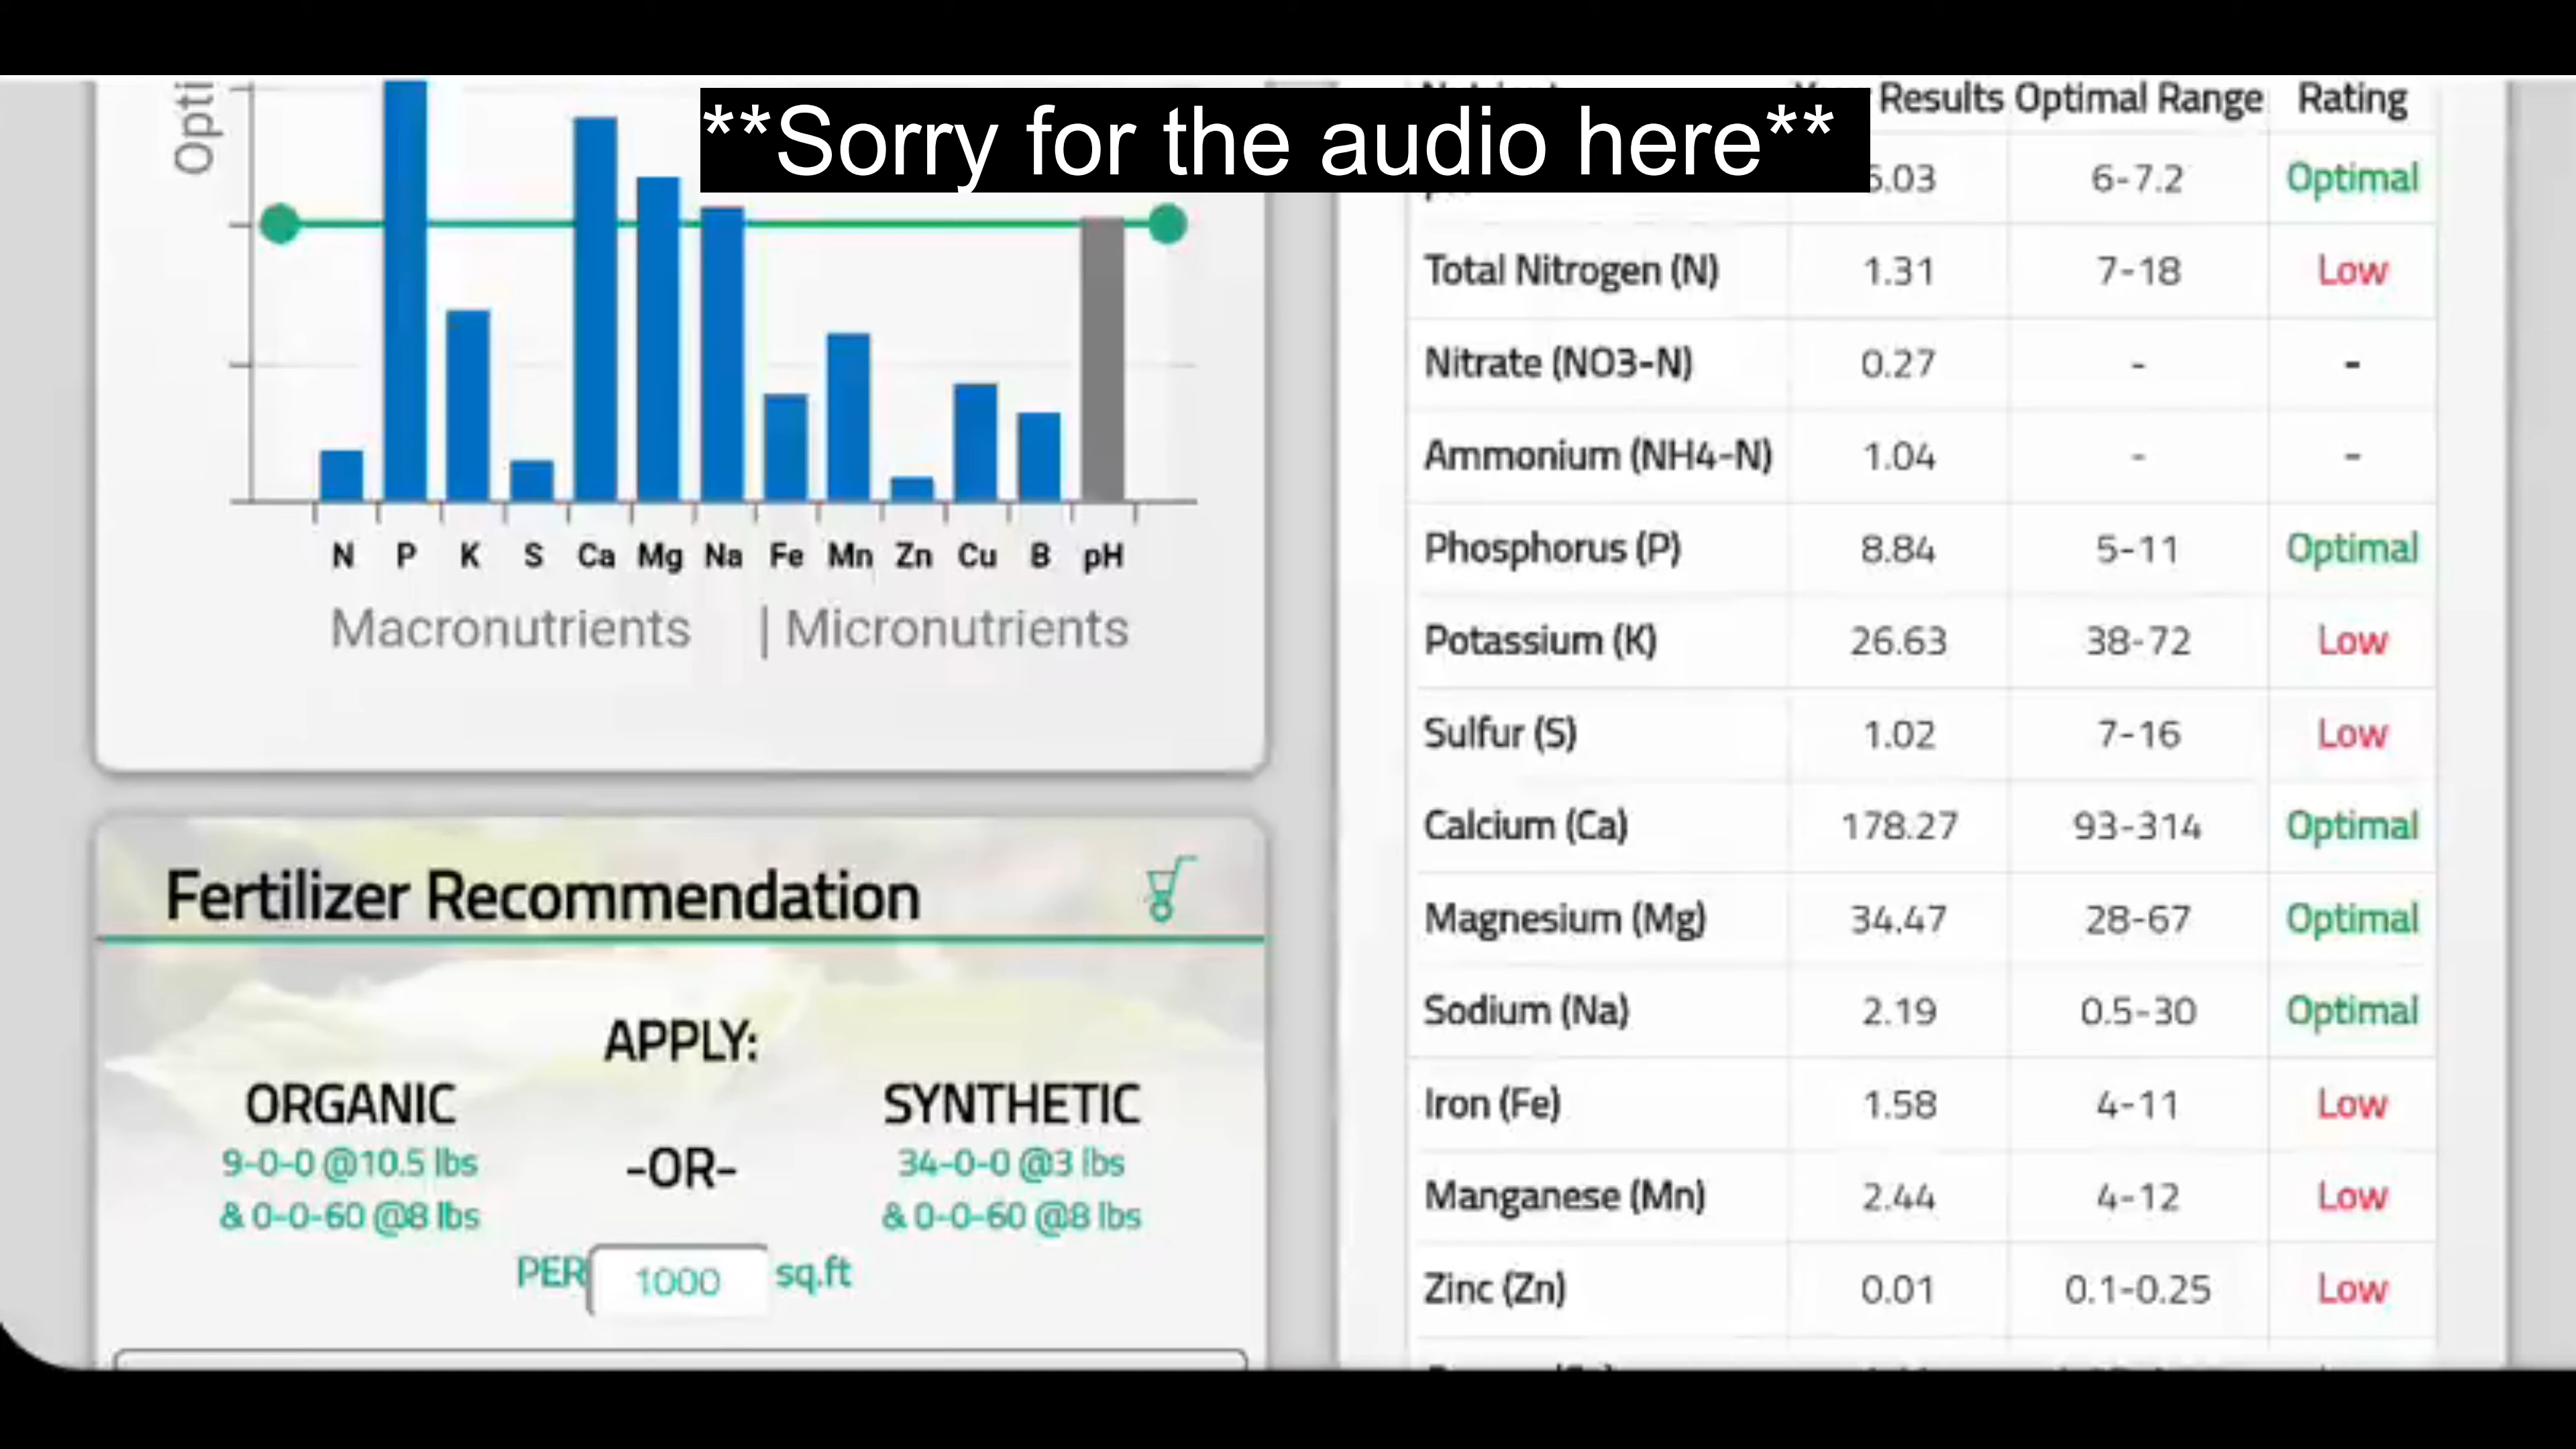 **Sorry for the audio here**
Opti
N P K S Ca Mg Na Fe Mn Zn Cu B pH
Macronutrients | Micronutrients
Fertilizer Recommendation
APPLY:
ORGANIC
9-0-0 @10.5 lbs
& 0-0-60 @8 lbs
-OR-
SYNTHETIC
34-0-0 @3 lbs
& 0-0-60 @8 lbs
PER 1000 sq.ft
Results Optimal Range Rating
6.03 6-7.2 Optimal
Total Nitrogen (N) 1.31 7-18 Low
Nitrate (NO3-N) 0.27 - -
Ammonium (NH4-N) 1.04 - -
Phosphorus (P) 8.84 5-11 Optimal
Potassium (K) 26.63 38-72 Low
Sulfur (S) 1.02 7-16 Low
Calcium (Ca) 178.27 93-314 Optimal
Magnesium (Mg) 34.47 28-67 Optimal
Sodium (Na) 2.19 0.5-30 Optimal
Iron (Fe) 1.58 4-11 Low
Manganese (Mn) 2.44 4-12 Low
Zinc (Zn) 0.01 0.1-0.25 Low